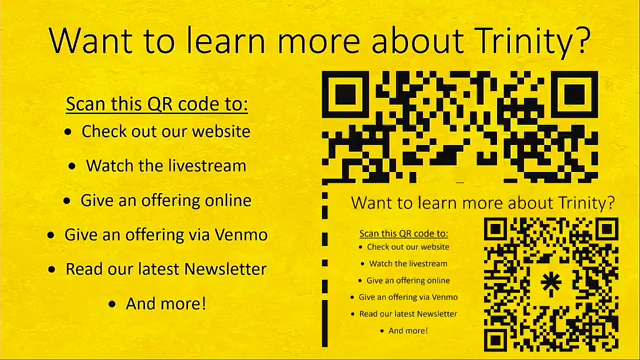 Want to learn more about Trinity?
Scan this QR code to:
• Check out our website
• Watch the livestream
• Give an offering online
• Give an offering via Venmo
• Read our latest Newsletter
• And more!
Want to learn more about Trinity?
Scan this QR code to:
• Check out our website
• Watch the livestream
• Give an offering online
• Give an offering via Venmo
• Read our latest Newsletter
• And more!